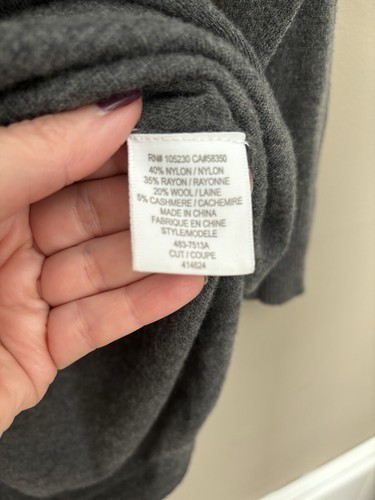 RN# 105230 CA#58350
40% NYLON / NYLON
35% RAYON / RAYONNE
20% WOOL / LAINE
5% CASHMERE / CACHEMIRE
MADE IN CHINA
FABRIQUE EN CHINE
STYLE/MODELE
483-7513A
CUT / COUPE
414624